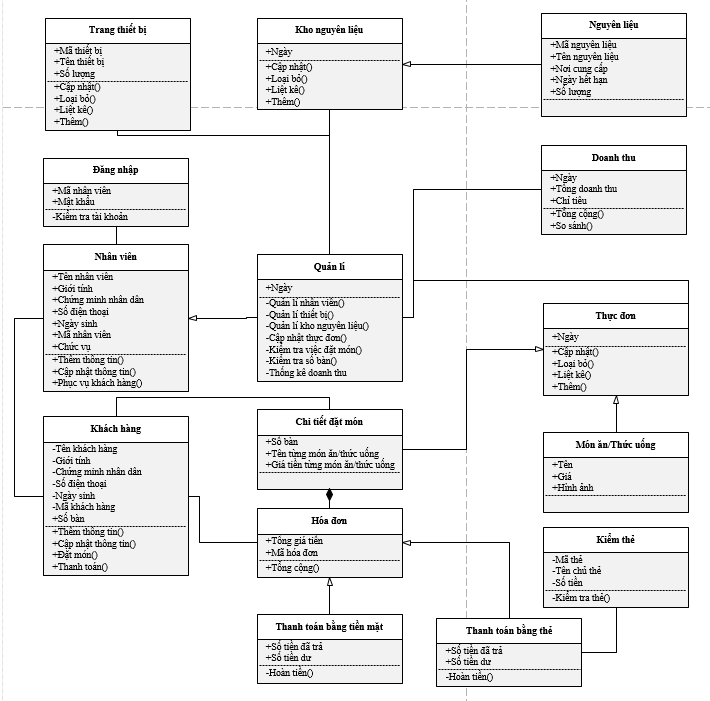 Trang thiết bị
+Mã thiết bị
+Tên thiết bị
+Số lượng
+Cập nhật()
+Loại bỏ()
+Liệt kê()
+Thêm()
Kho nguyên liệu
+Ngày
+Cập nhật()
+Loại bỏ()
+Liệt kê()
+Thêm()
Nguyên liệu
+Mã nguyên liệu
+Tên nguyên liệu
+Nơi cung cấp
+Ngày hết hạn
+Số lượng
Đăng nhập
+Mã nhân viên
+Mật khẩu
-Kiểm tra tài khoản
Doanh thu
+Ngày
+Tổng doanh thu
+Chỉ tiêu
+Tổng cộng()
+So sánh()
Nhân viên
+Tên nhân viên
+Giới tính
+Chứng minh nhân dân
+Số điện thoại
+Ngày sinh
+Mã nhân viên
+Chức vụ
+Thêm thông tin()
+Cập nhật thông tin()
+Phục vụ khách hàng()
Quản lí
+Ngày
-Quản lí nhân viên()
-Quản lí thiết bị()
-Quản lí kho nguyên liệu()
-Cập nhật thực đơn()
-Kiểm tra việc đặt món()
-Kiểm tra số bàn()
-Thống kê doanh thu
Thực đơn
+Ngày
+Cập nhật()
+Loại bỏ()
+Liệt kê()
+Thêm()
Khách hàng
-Tên khách hàng
-Giới tính
-Chứng minh nhân dân
-Số điện thoại
-Ngày sinh
-Mã khách hàng
+Số bàn
+Thêm thông tin()
+Cập nhật thông tin()
+Đặt món()
+Thanh toán()
Chi tiết đặt món
+Số bàn
+Tên từng món ăn/thức uống
+Giá tiền từng món ăn/thức uống
Món ăn/Thức uống
+Tên
+Giá
+Hình ảnh
Hóa đơn
+Tổng giá tiền
+Mã hóa đơn
+Tổng cộng()
Kiểm thẻ
-Mã thẻ
-Tên chủ thẻ
-Số tiền
-Kiểm tra thẻ()
Thanh toán bằng tiền mặt
+Số tiền đã trả
+Số tiền dư
-Hoàn tiền()
Thanh toán bằng thẻ
+Số tiền đã trả
+Số tiền dư
-Hoàn tiền()